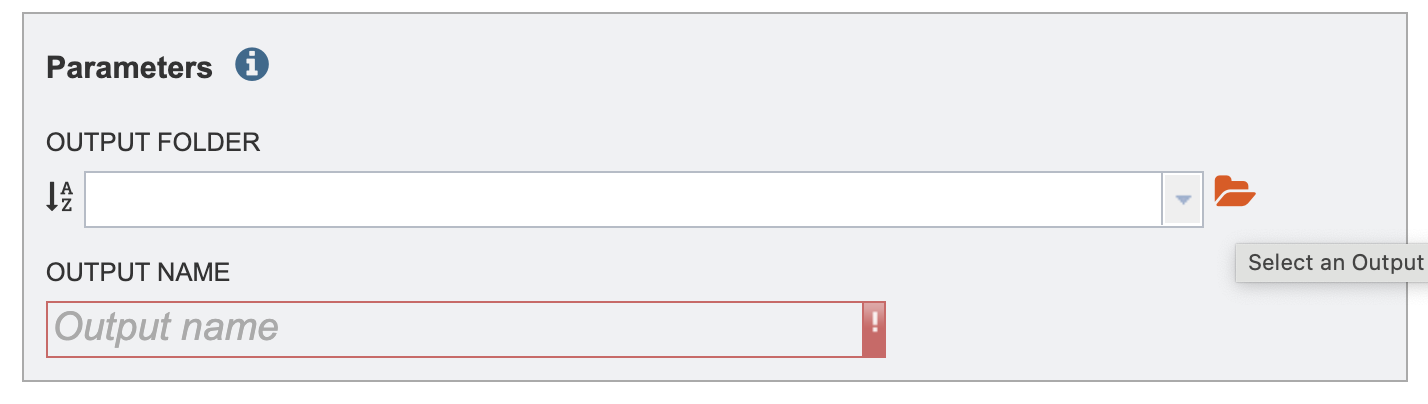 Parameters
OUTPUT FOLDER
A
Z
Select an Output
OUTPUT NAME
Output name
!